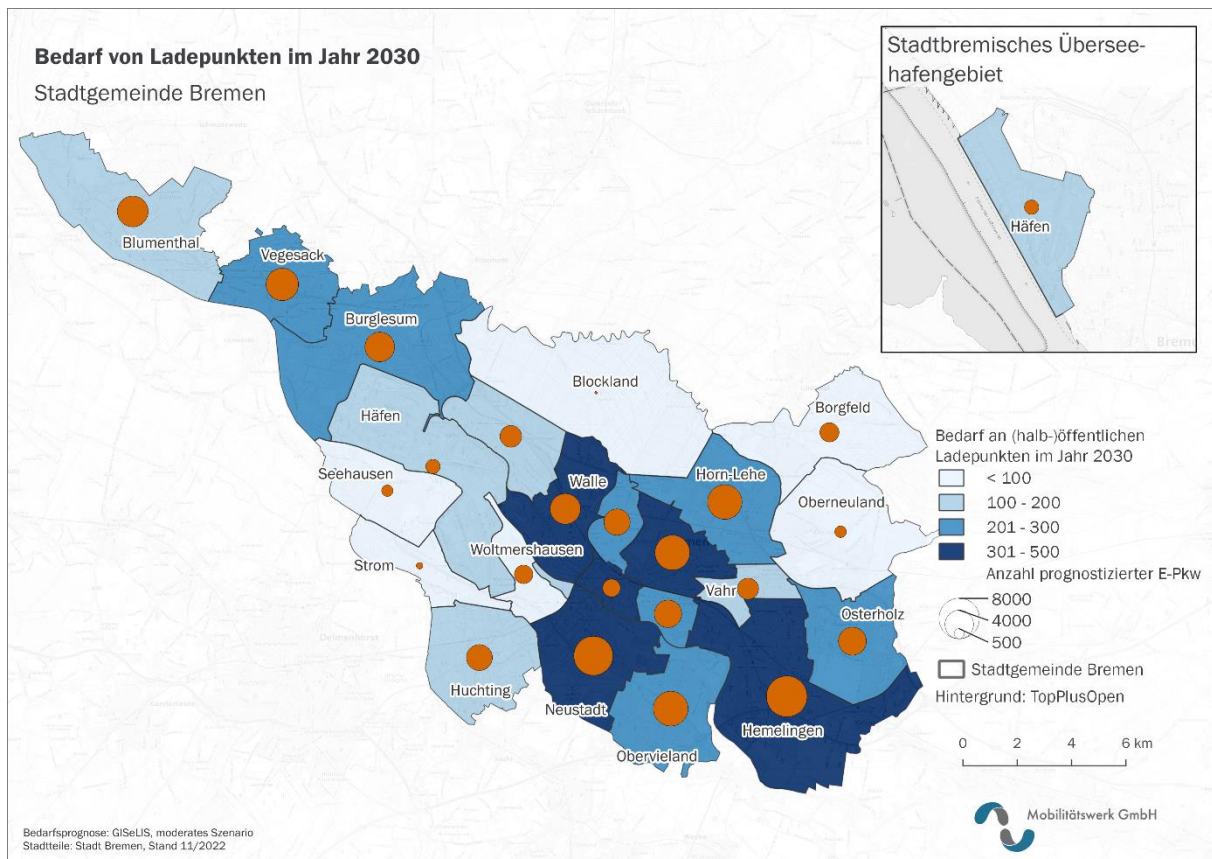 Bedarf von Ladepunkten im Jahr 2030
Stadtgemeinde Bremen
Stadtbremisches Übersee-
hafengebiet
Häfen
Blumenthal
Vegesack
Burglesum
Blockland
Borgfeld
Häfen
Seehausen
Walle
Horn-Lehe
Oberneuland
Strom
Woltmershausen
Vahr
Osterholz
Huchting
Neustadt
Obervieland
Hemelingen
Bedarf an (halb-)öffentlichen
Ladepunkten im Jahr 2030
< 100
100 - 200
201 - 300
301 - 500
Anzahl prognostizierter E-Pkw
8000
4000
500
Stadtgemeinde Bremen
Hintergrund: TopPlusOpen
0 2 4 6 km
Bedarfsprognose: GISeLIS, moderates Szenario
Stadtteile: Stadt Bremen, Stand 11/2022
Mobilitätswerk GmbH